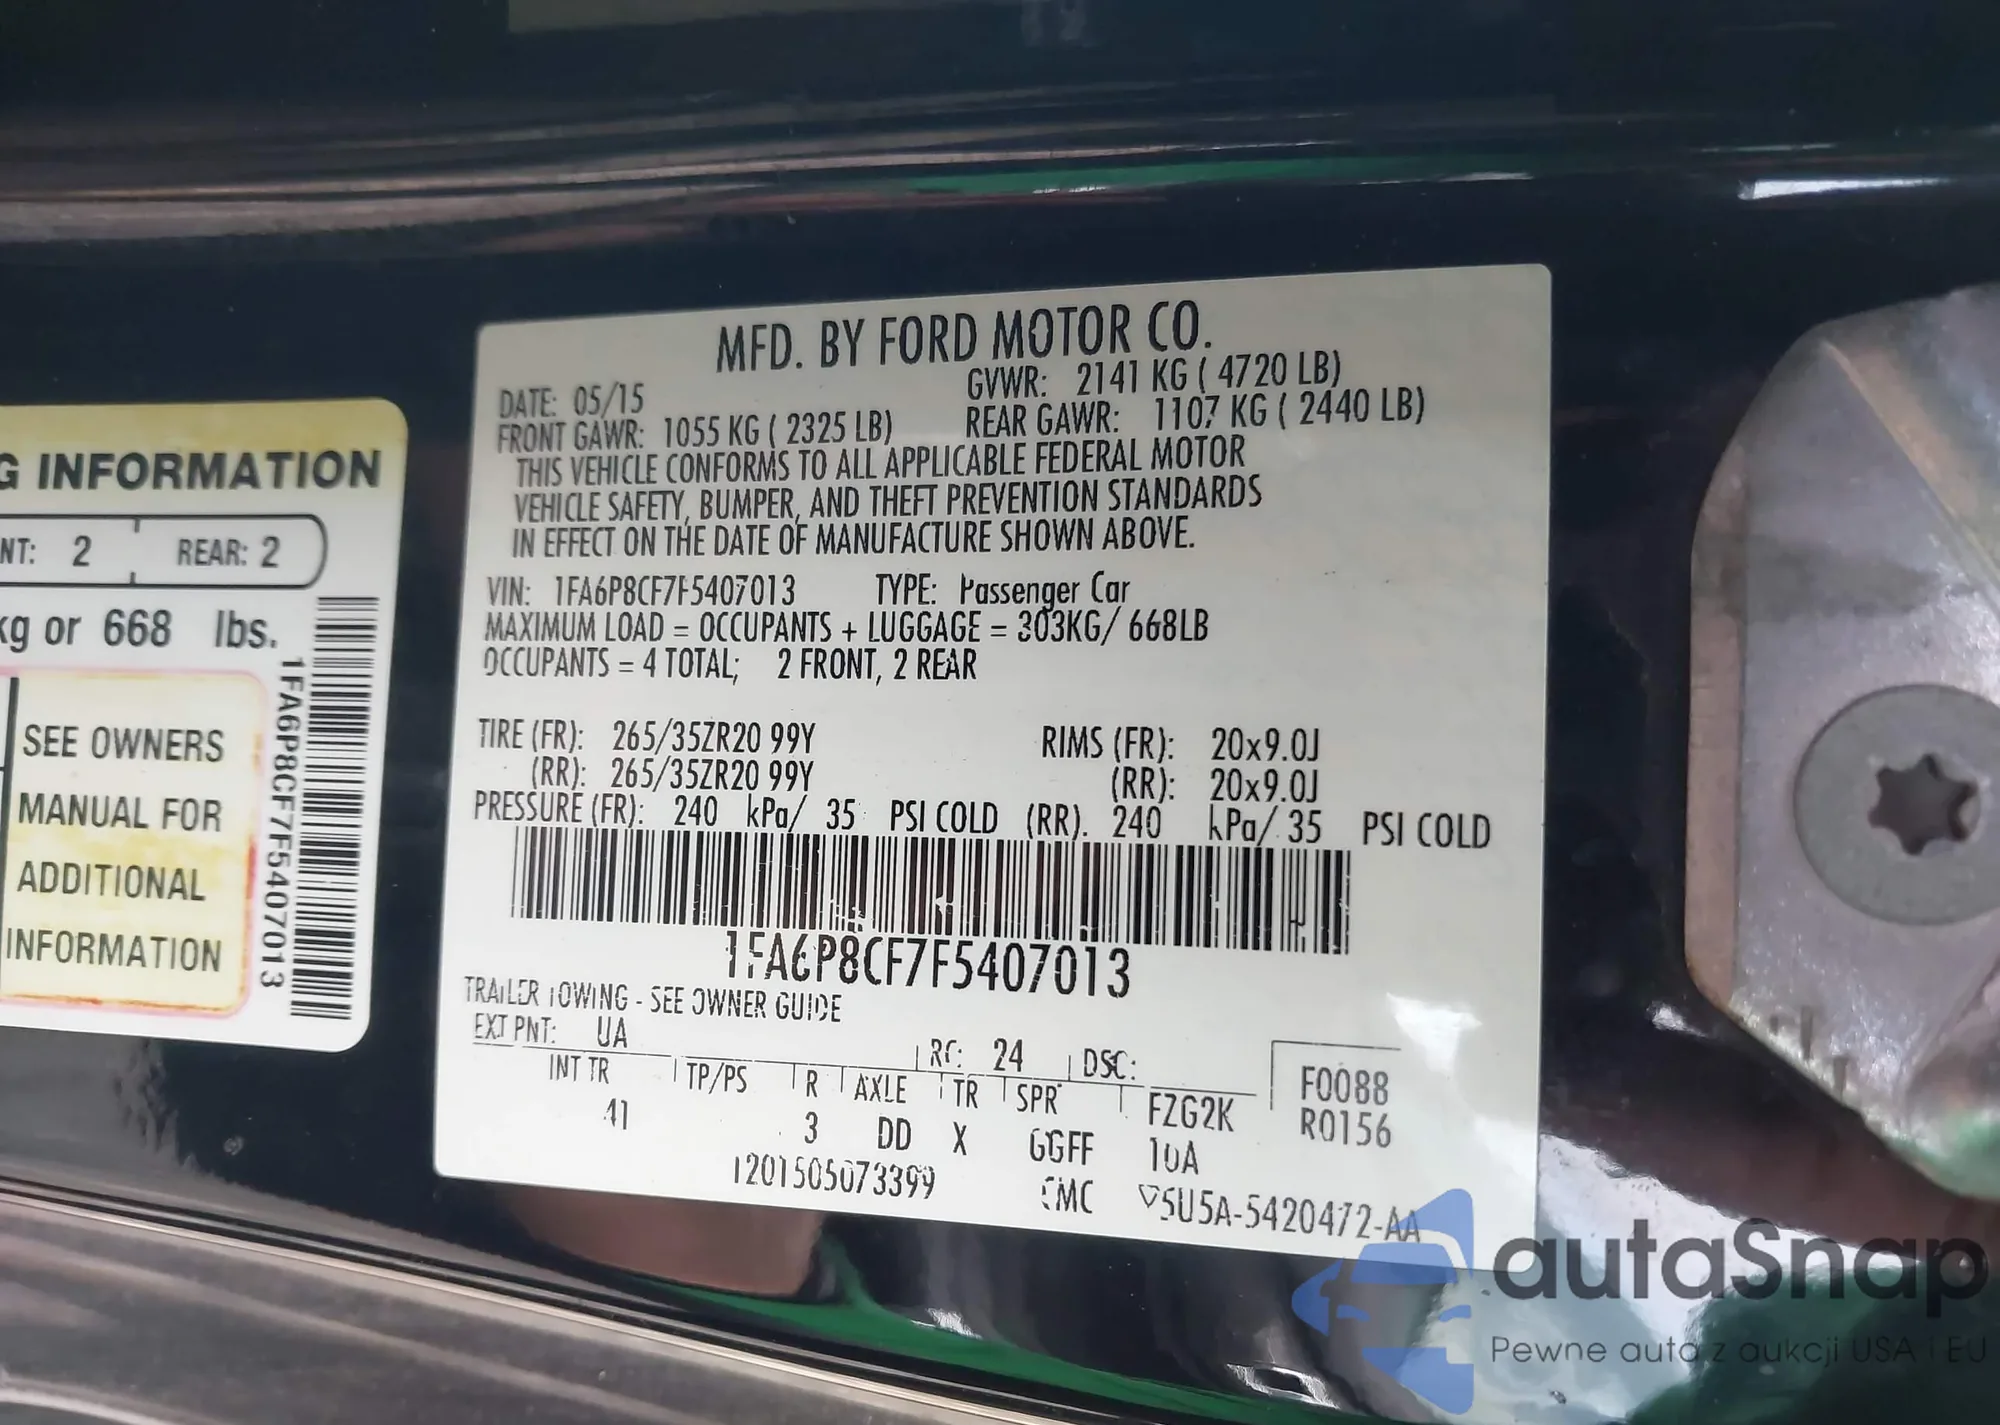 G INFORMATION
NT: 2 REAR: 2
kg or 668 lbs.
SEE OWNERS
MANUAL FOR
ADDITIONAL
INFORMATION
1FA6P8CF7F5407013
MFD. BY FORD MOTOR CO.
DATE: 05/15 GVWR: 2141 KG ( 4720 LB)
FRONT GAWR: 1055 KG ( 2325 LB) REAR GAWR: 1107 KG ( 2440 LB)
THIS VEHICLE CONFORMS TO ALL APPLICABLE FEDERAL MOTOR
VEHICLE SAFETY, BUMPER, AND THEFT PREVENTION STANDARDS
IN EFFECT ON THE DATE OF MANUFACTURE SHOWN ABOVE.
VIN: 1FA6P8CF7F5407013 TYPE: Passenger Car
MAXIMUM LOAD = OCCUPANTS + LUGGAGE = 303KG/ 668LB
OCCUPANTS = 4 TOTAL; 2 FRONT, 2 REAR
TIRE (FR): 265/35ZR20 99Y RIMS (FR): 20x9.0J
(RR): 265/35ZR20 99Y (RR): 20x9.0J
PRESSURE (FR): 240 kPa/ 35 PSI COLD (RR). 240 kPa/ 35 PSI COLD
1FA6P8CF7F5407013
TRAILER TOWING - SEE OWNER GUIDE
EXT PNT: UA RC: 24 DSC:
INT TR TP/PS R AXLE TR SPR FZG2K F0088
41 3 DD X GGFF 10A R0156
1201505073399 CMC 5U5A-5420472-AA
autaSnap
Pewne auta z aukcji USA i EU